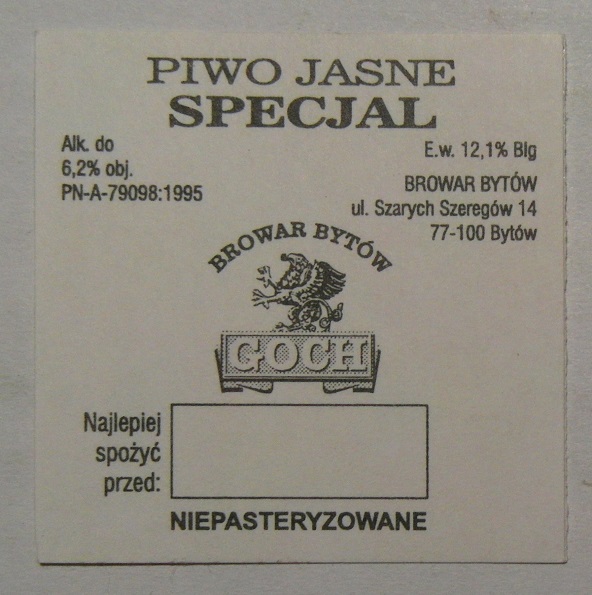 PIWO JASNE
SPECJAL
Alk. do
6,2% obj.
PN-A-79098:1995
E.w. 12,1% Blg
BROWAR BYTÓW
ul. Szarych Szeregów 14
77-100 Bytów
BROWAR BYTÓW
GOCH
Najlepiej
spożyć
przed:
NIEPASTERYZOWANE